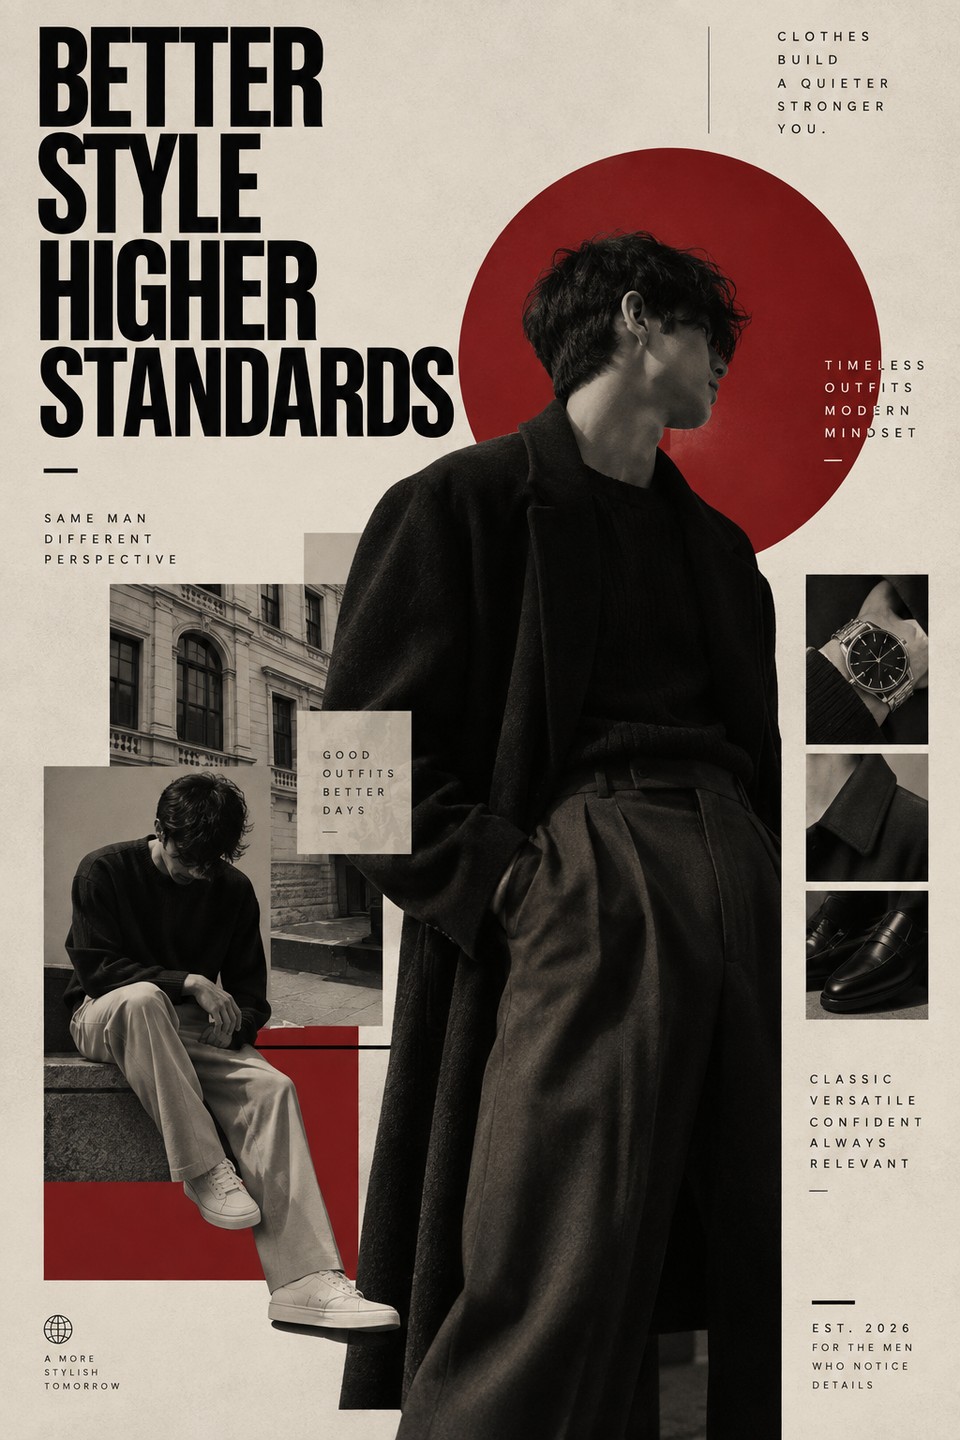 BETTER
STYLE
HIGHER
STANDARDS
CLOTHES
BUILD
A QUIETER
STRONGER
YOU.
TIMELESS
OUTFITS
MODERN
MINDSET
SAME MAN
DIFFERENT
PERSPECTIVE
GOOD
OUTFITS
BETTER
DAYS
CLASSIC
VERSATILE
CONFIDENT
ALWAYS
RELEVANT
A MORE
STYLISH
TOMORROW
EST. 2026
FOR THE MEN
WHO NOTICE
DETAILS